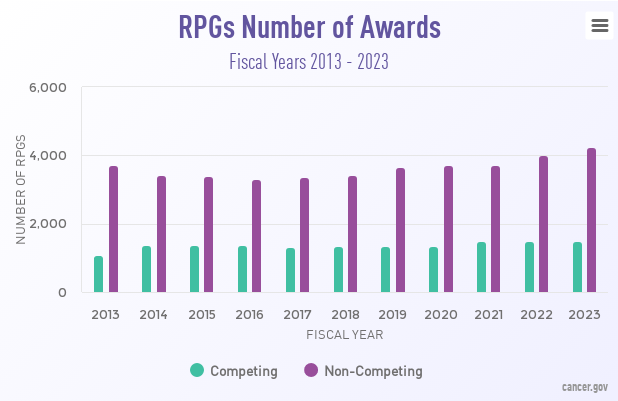 RPGs Number of Awards
Fiscal Years 2013 - 2023
6,000
4,000
2,000
0
NUMBER OF RPGS
2013 2014 2015 2016 2017 2018 2019 2020 2021 2022 2023
FISCAL YEAR
Competing Non-Competing
cancer.gov